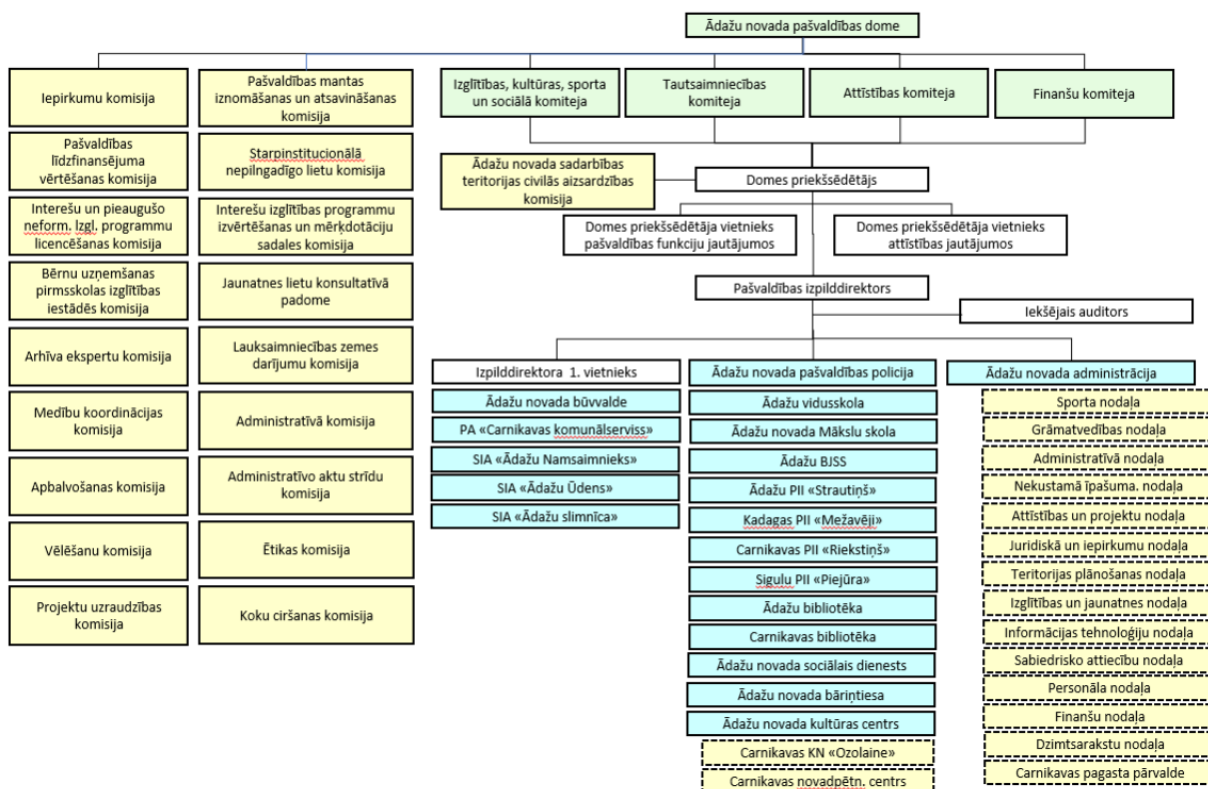 Ādažu novada pašvaldības dome
Iepirkumu komisija
Pašvaldības
līdzfinansējuma
vērtēšanas komisija
Interešu un pieaugušo
neform. Izgl. programmu
licencēšanas komisija
Bērnu uzņemšanas
pirmsskolas izglītības
iestādēs komisija
Arhīva ekspertu komisija
Medību koordinācijas
komisija
Apbalvošanas komisija
Vēlēšanu komisija
Projektu uzraudzības
komisija
Pašvaldības mantas
iznomāšanas un atsavināšanas
komisija
Starpinstitucionālā
nepilngadīgo lietu komisija
Interešu izglītības programmu
izvērtēšanas un mērķdotāciju
sadales komisija
Jaunatnes lietu konsultatīvā
padome
Lauksaimniecības zemes
darījumu komisija
Administratīvā komisija
Administratīvo aktu strīdu
komisija
Ētikas komisija
Koku ciršanas komisija
Izglītības, kultūras, sporta
un sociālā komiteja
Tautsaimniecības
komiteja
Attīstības komiteja
Finanšu komiteja
Ādažu novada sadarbības
teritorijas civilās aizsardzības
komisija
Domes priekšsēdētājs
Domes priekšsēdētāja vietnieks
pašvaldības funkciju jautājumos
Domes priekšsēdētāja vietnieks
attīstības jautājumos
Pašvaldības izpilddirektors
Iekšējais auditors
Izpilddirektora 1. vietnieks
Ādažu novada būvvalde
PA «Carnikavas komunālserviss»
SIA «Ādažu Namsaimnieks»
SIA «Ādažu Ūdens»
SIA «Ādažu slimnīca»
Ādažu novada pašvaldības policija
Ādažu vidusskola
Ādažu novada Mākslu skola
Ādažu BJSS
Ādažu PII «Strautiņš»
Kadagas PII «Mežavēji»
Carnikavas PII «Riekstiņš»
Sigulu PII «Piejūra»
Ādažu bibliotēka
Carnikavas bibliotēka
Ādažu novada sociālais dienests
Ādažu novada bāriņtiesa
Ādažu novada kultūras centrs
Carnikavas KN «Ozolaine»
Carnikavas novadpētn. centrs
Ādažu novada administrācija
Sporta nodaļa
Grāmatvedības nodaļa
Administratīvā nodaļa
Nekustamā īpašuma. nodaļa
Attīstības un projektu nodaļa
Juridiskā un iepirkumu nodaļa
Teritorijas plānošanas nodaļa
Izglītības un jaunatnes nodaļa
Informācijas tehnoloģiju nodaļa
Sabiedrisko attiecību nodaļa
Personāla nodaļa
Finanšu nodaļa
Dzimtsarakstu nodaļa
Carnikavas pagasta pārvalde